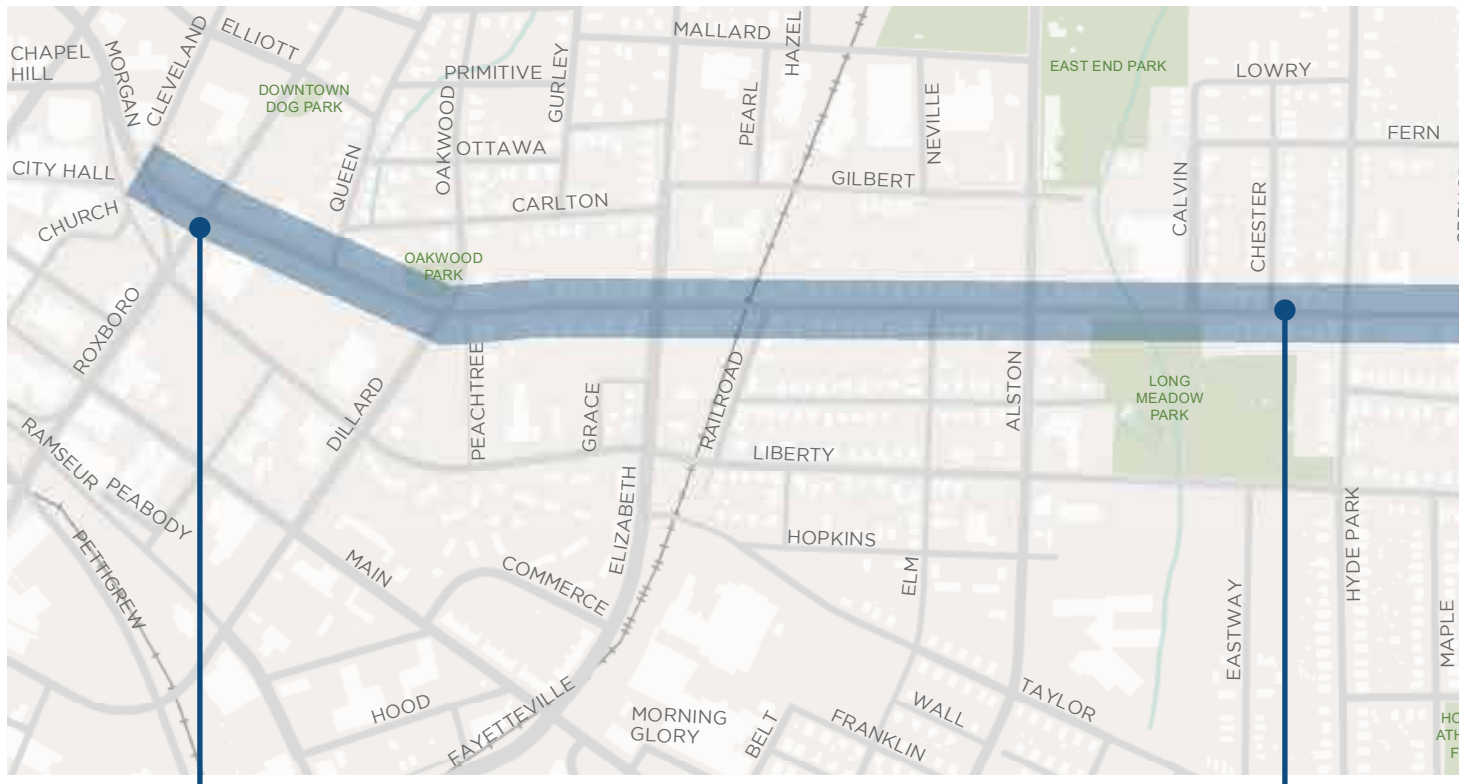 MALLARD
HAZEL
ELLIOTT
CLEVELAND
MORGAN
CHAPEL
HILL
PRIMITIVE
GURLEY
EAST END PARK
LOWRY
DOWNTOWN
DOG PARK
OAKWOOD
PEARL
NEVILLE
FERN
OTTAWA
QUEEN
CITY HALL
GILBERT
CALVIN
CHESTER
CARLTON
CHURCH
OAKWOOD
PARK
ROXBORO
DILLARD
PEACHTREE
GRACE
RAILROAD
ALSTON
LONG
MEADOW
PARK
RAMSEUR
PEABODY
LIBERTY
ELIZABETH
HYDE PARK
PETTIGREW
MAIN
COMMERCE
HOPKINS
ELM
EASTWAY
MAPLE
HOOD
FAYETTEVILLE
MORNING
GLORY
BELT
FRANKLIN
WALL
TAYLOR